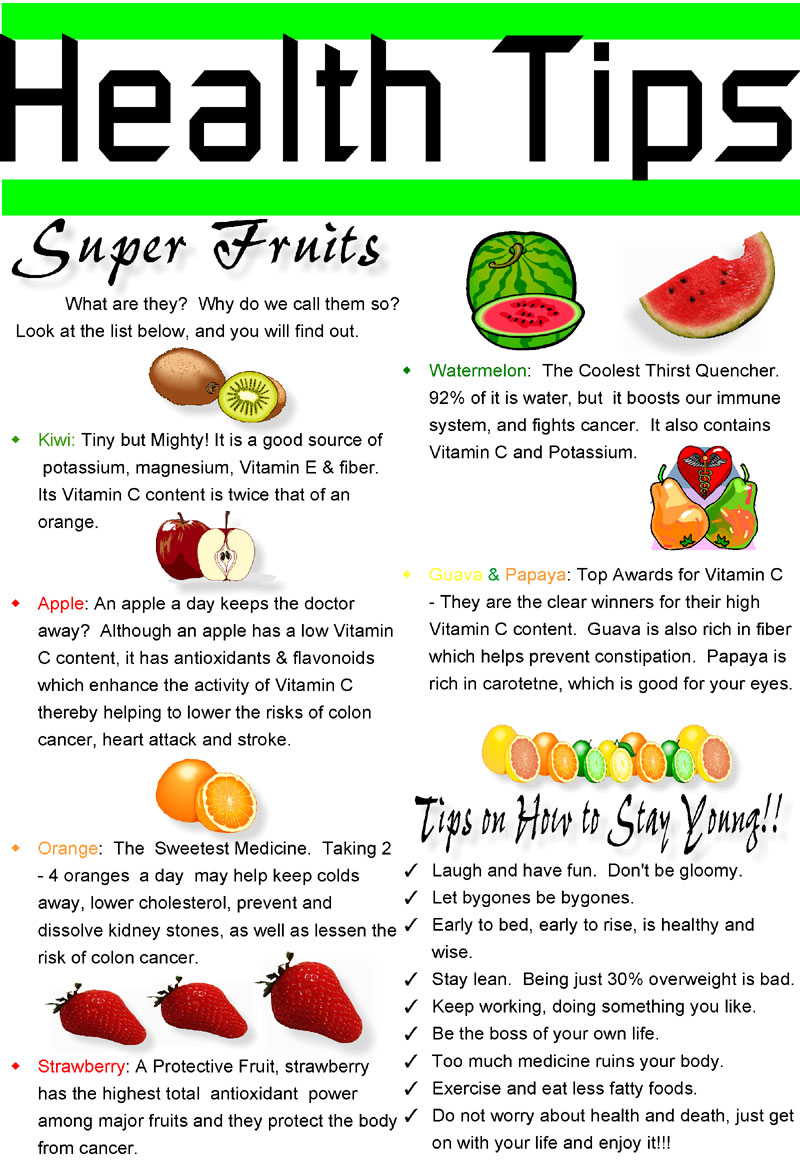 Health Tips
Super Fruits
What are they? Why do we call them so?
Look at the list below, and you will find out.
Kiwi: Tiny but Mighty! It is a good source of
potassium, magnesium, Vitamin E & fiber.
Its Vitamin C content is twice that of an
orange.
Apple: An apple a day keeps the doctor
away? Although an apple has a low Vitamin
C content, it has antioxidants & flavonoids
which enhance the activity of Vitamin C
thereby helping to lower the risks of colon
cancer, heart attack and stroke.
Orange: The Sweetest Medicine. Taking 2
- 4 oranges a day may help keep colds
away, lower cholesterol, prevent and
dissolve kidney stones, as well as lessen the
risk of colon cancer.
Strawberry: A Protective Fruit, strawberry
has the highest total antioxidant power
among major fruits and they protect the body
from cancer.
Watermelon: The Coolest Thirst Quencher.
92% of it is water, but it boosts our immune
system, and fights cancer. It also contains
Vitamin C and Potassium.
Guava & Papaya: Top Awards for Vitamin C
- They are the clear winners for their high
Vitamin C content. Guava is also rich in fiber
which helps prevent constipation. Papaya is
rich in carotetne, which is good for your eyes.
Tips on How to Stay Young!!
✓ Laugh and have fun. Don't be gloomy.
✓ Let bygones be bygones.
✓ Early to bed, early to rise, is healthy and
wise.
✓ Stay lean. Being just 30% overweight is bad.
✓ Keep working, doing something you like.
✓ Be the boss of your own life.
✓ Too much medicine ruins your body.
✓ Exercise and eat less fatty foods.
✓ Do not worry about health and death, just get
on with your life and enjoy it!!!